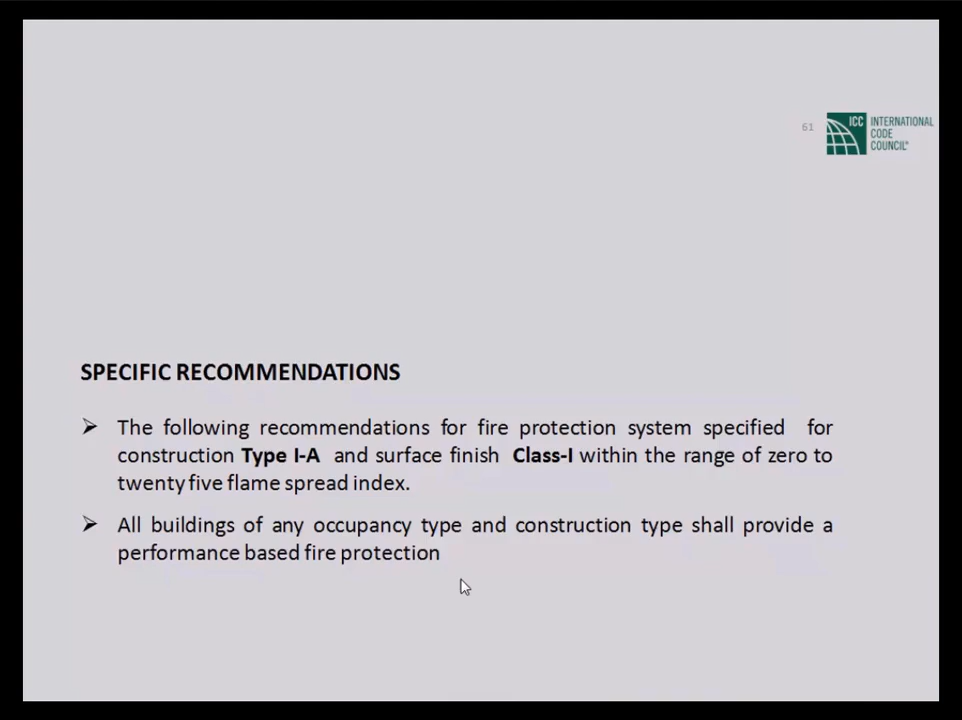 61
ICC INTERNATIONAL
CODE
COUNCIL®
SPECIFIC RECOMMENDATIONS
➢ The following recommendations for fire protection system specified for
construction Type I-A and surface finish Class-I within the range of zero to
twenty five flame spread index.
➢ All buildings of any occupancy type and construction type shall provide a
performance based fire protection